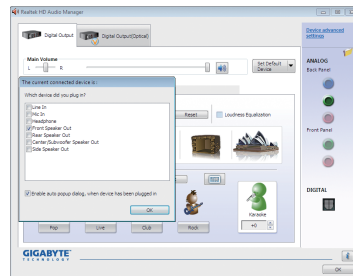 Realtek HD Audio Manager
Digital Output
Digital Output(Optical)
Device advanced
settings
Main Volume
L
R
Set Default
Device
ANALOG
Back Panel
The current connected device is :
Which device did you plug in?
Line In
Mic In
Headphone
Front Speaker Out
Rear Speaker Out
Center/Subwoofer Speaker Out
Side Speaker Out
Enable auto popup dialog, when device has been plugged in
OK
Reset
Loudness Equalization
Front Panel
DIGITAL
Karaoke
Pop
Live
Club
Rock
+0
GIGABYTE
TECHNOLOGY
OK